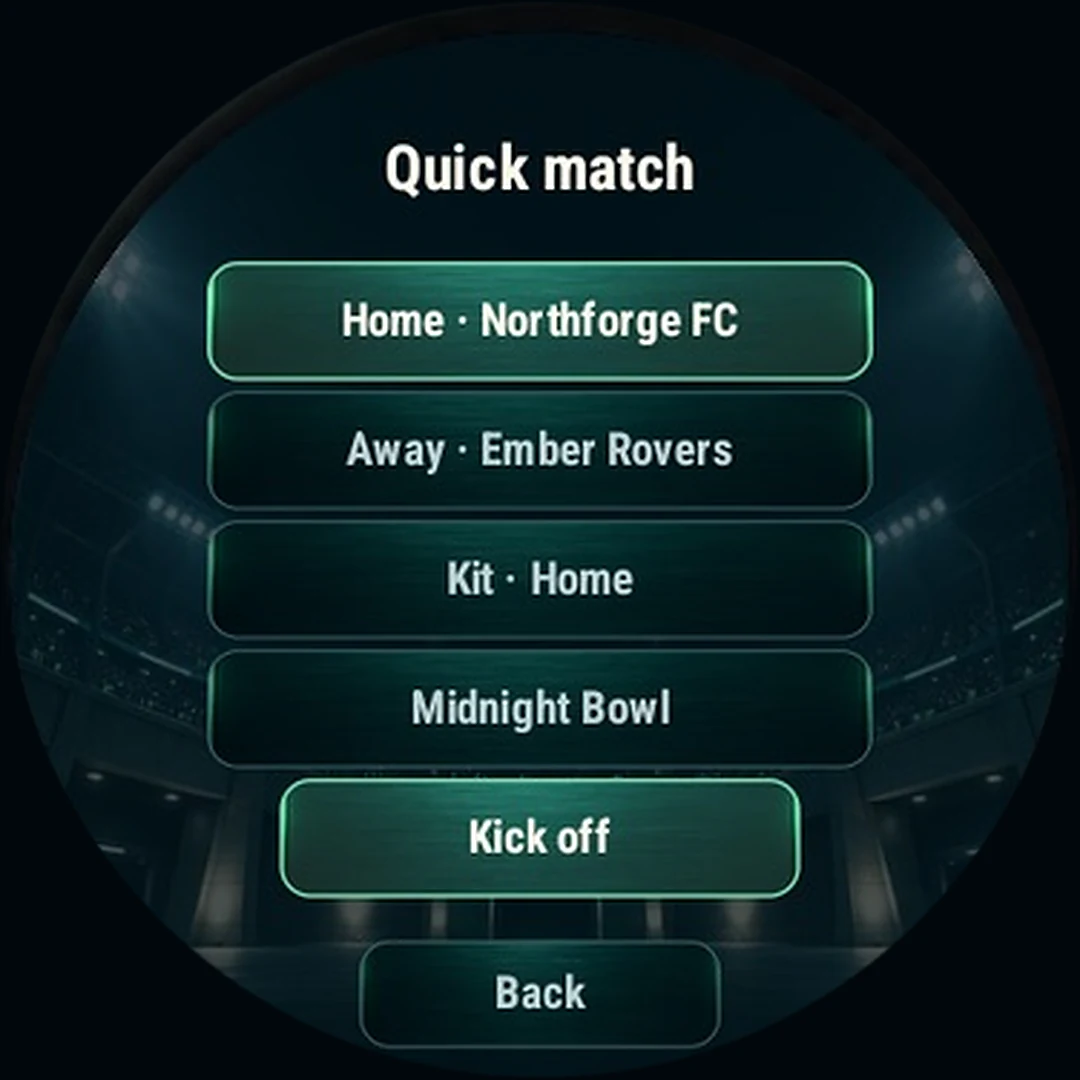 Quick match
Home · Northforge FC
Away · Ember Rovers
Kit · Home
Midnight Bowl
Kick off
Back